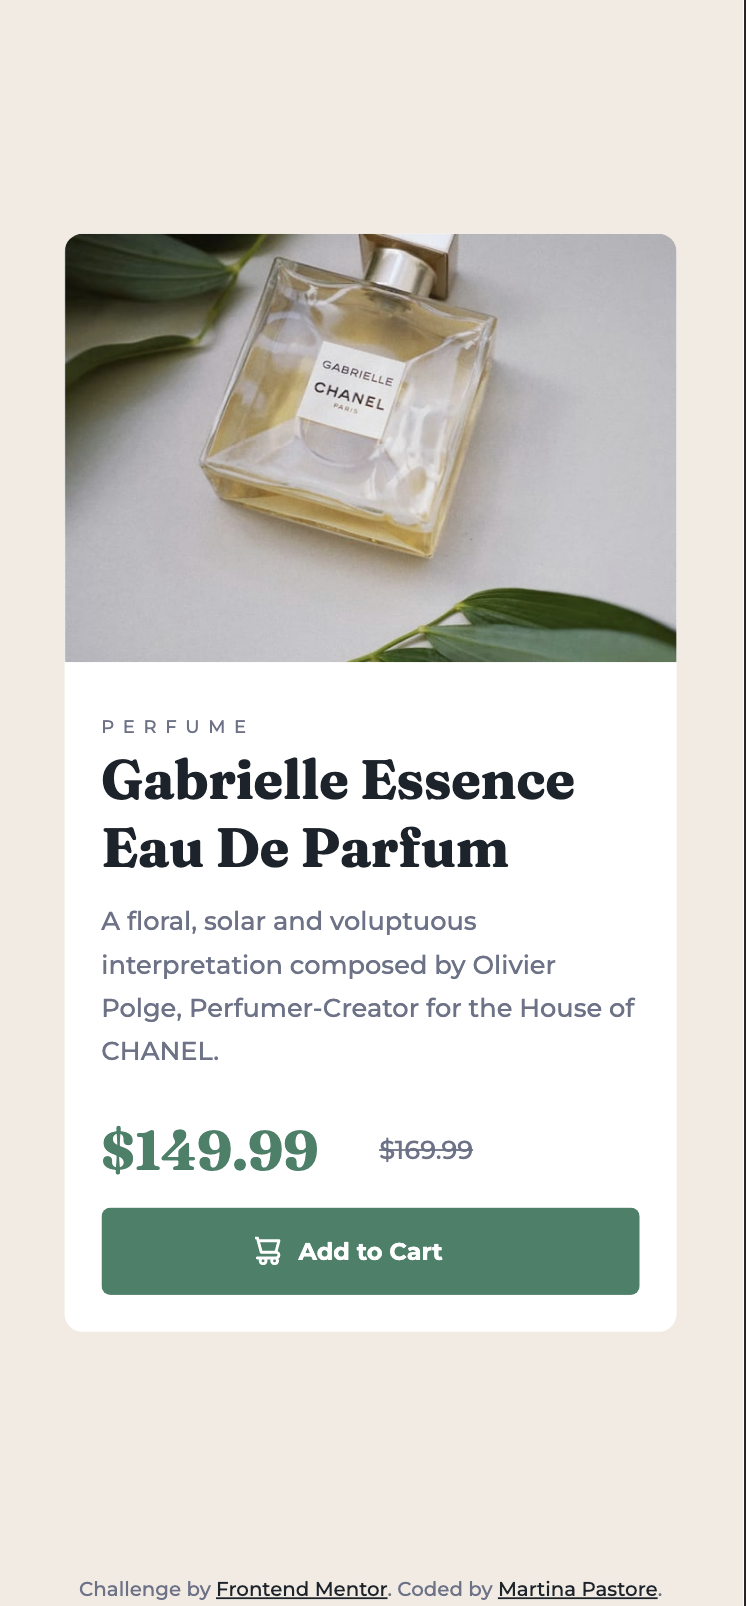 GABRIELLE
CHANEL
PARIS
PERFUME
Gabrielle Essence
Eau De Parfum
A floral, solar and voluptuous
interpretation composed by Olivier
Polge, Perfumer-Creator for the House of
CHANEL.
$149.99 $169.99
Add to Cart
Challenge by Frontend Mentor. Coded by Martina Pastore.